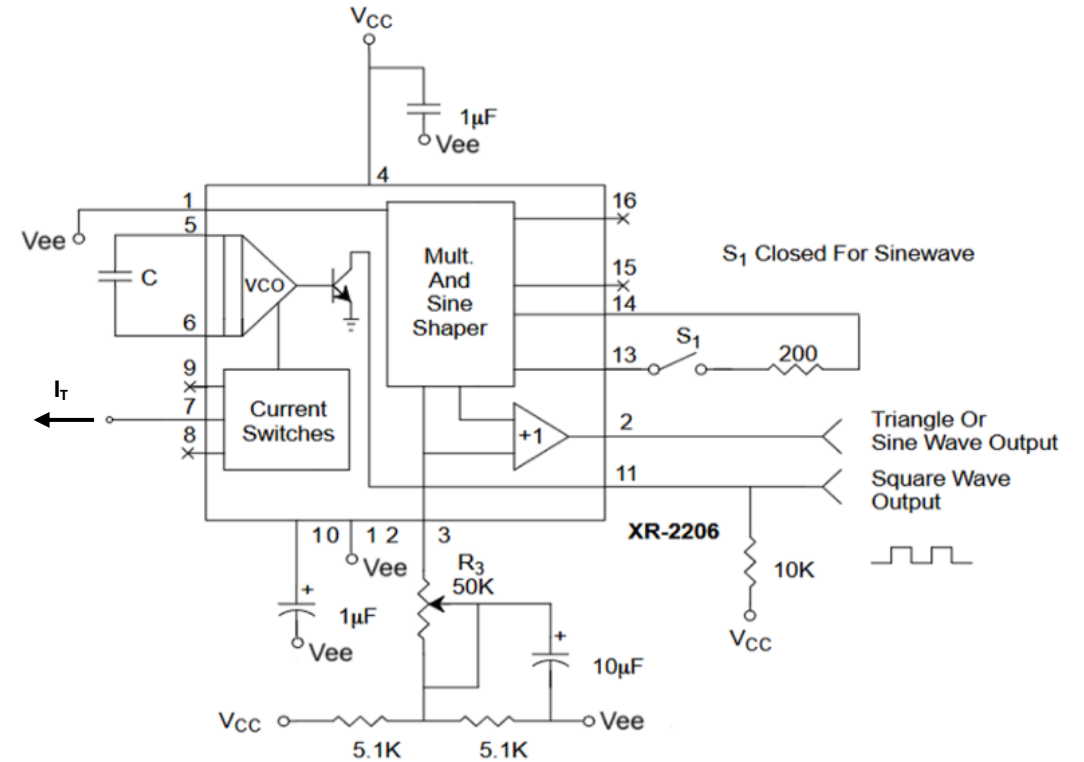 VCC
1µF
Vee
4
1
16
Vee
5
Mult.
And
Sine
Shaper
S1 Closed For Sinewave
C
VCO
15
14
6
S1
13
200
9
IT
7
Current
Switches
8
+1
2
Triangle Or
Sine Wave Output
11
Square Wave
Output
10
1 2
3
XR-2206
Vee
R3
50K
10K
+
1µF
Vee
+
10µF
VCC
VCC
Vee
5.1K
5.1K